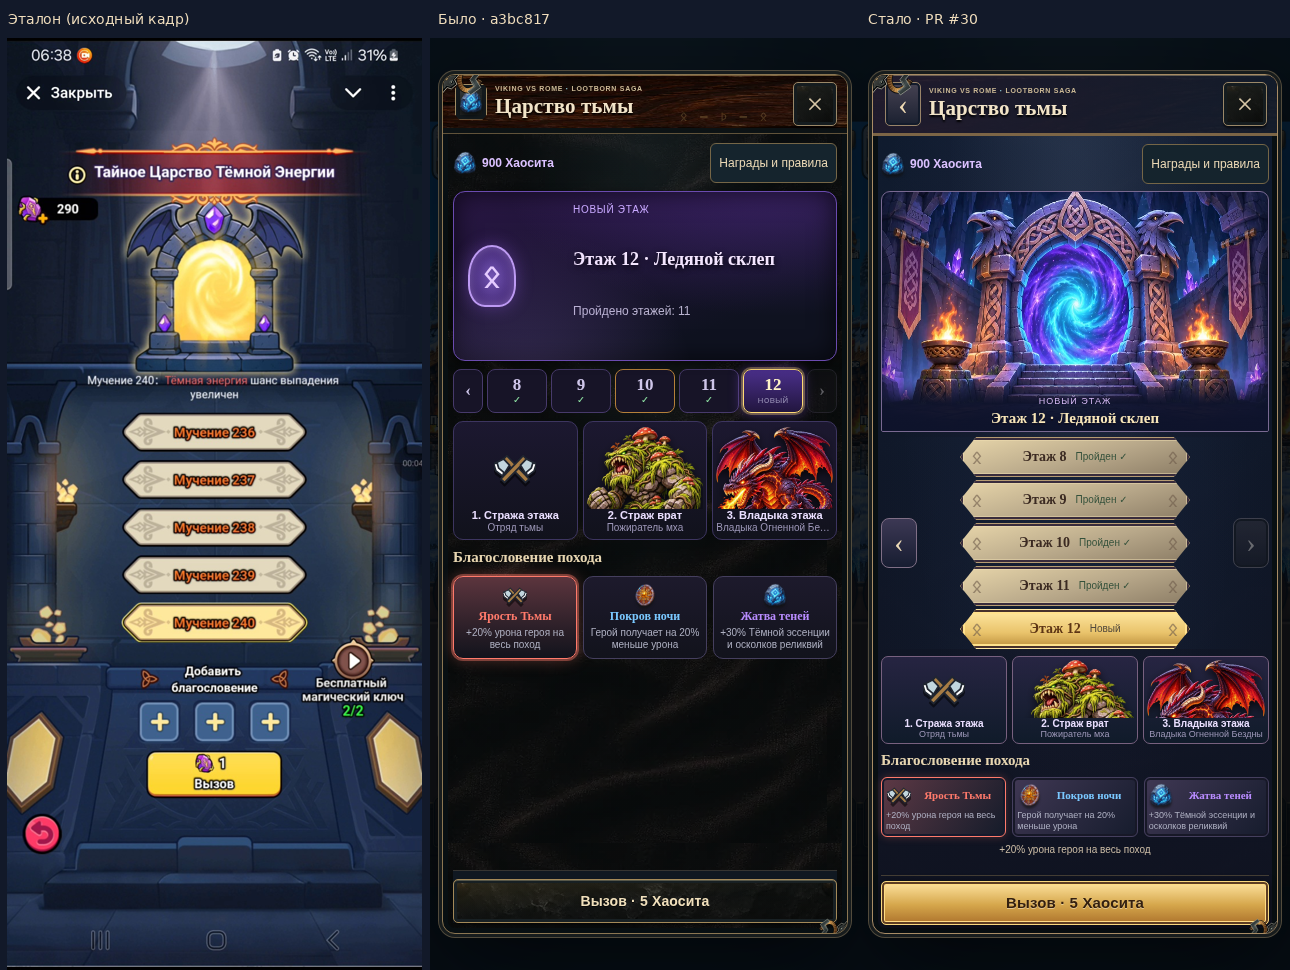 Эталон (исходный кадр)
06:38
Vo)) LTE
31%
Закрыть
Тайное Царство Тёмной Энергии
290
Мучение 240: Темная энергия шанс выпадения
увеличен
Мучение 236
Мучение 237
00:04
Мучение 238
Мучение 239
Мучение 240
Добавить
благословение
Бесплатный
магический ключ
2/2
1
Вызов
Было · a3bc817
VIKING VS ROME · LOOTBORN SAGA
Царство тьмы
900 Хаосита
Награды и правила
НОВЫЙ ЭТАЖ
Этаж 12 · Ледяной склеп
Пройдено этажей: 11
‹ 8 ✓ 9 ✓ 10 ✓ 11 ✓ 12 НОВЫЙ ›
1. Стража этажа
Отряд тьмы
2. Страж врат
Пожиратель мха
3. Владыка этажа
Владыка Огненной Бе...
Благословение похода
Ярость Тьмы
+20% урона героя на
весь поход
Покров ночи
Герой получает на 20%
меньше урона
Жатва теней
+30% Тёмной эссенции
и осколков реликвий
Вызов · 5 Хаосита
Стало · PR #30
VIKING VS ROME · LOOTBORN SAGA
Царство тьмы
900 Хаосита
Награды и правила
НОВЫЙ ЭТАЖ
Этаж 12 · Ледяной склеп
Этаж 8 Пройден ✓
Этаж 9 Пройден ✓
Этаж 10 Пройден ✓
Этаж 11 Пройден ✓
Этаж 12 Новый
1. Стража этажа
Отряд тьмы
2. Страж врат
Пожиратель мха
3. Владыка этажа
Владыка Огненной Бездны
Благословение похода
Ярость Тьмы
+20% урона героя на весь
поход
Покров ночи
Герой получает на 20%
меньше урона
Жатва теней
+30% Тёмной эссенции и
осколков реликвий
+20% урона героя на весь поход
Вызов · 5 Хаосита